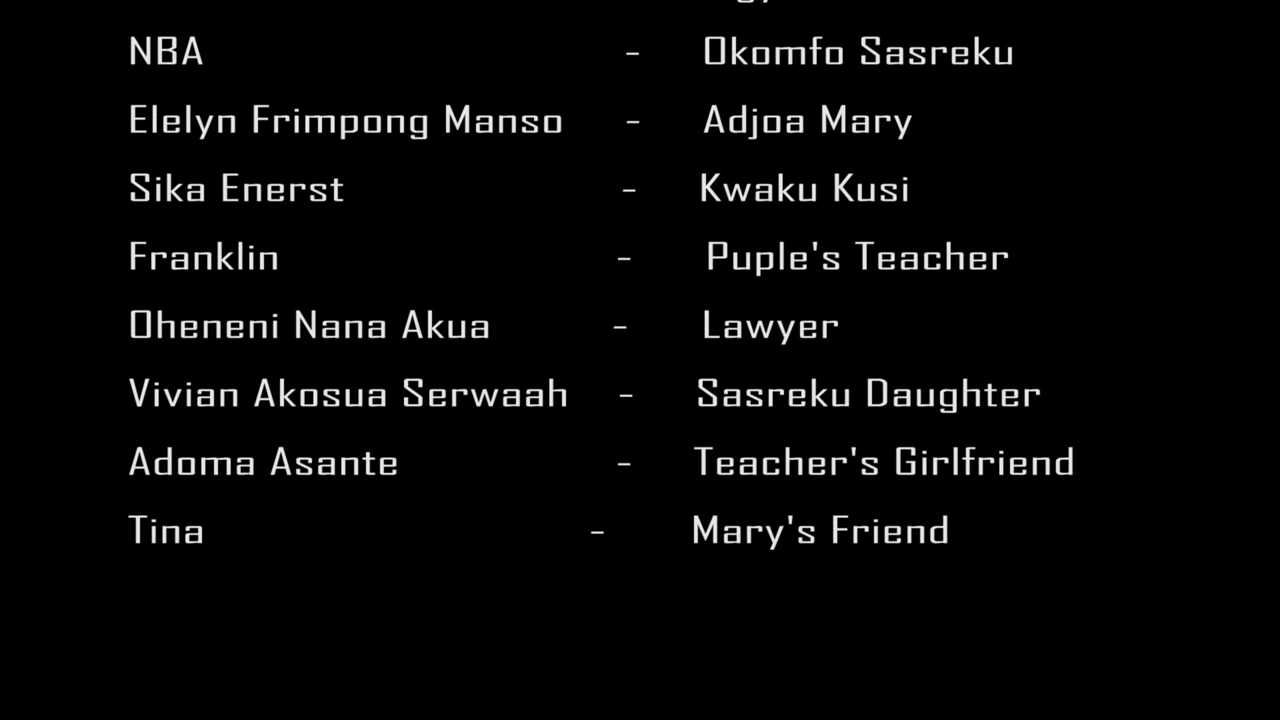 NBA - Okomfo Sasreku
Elelyn Frimpong Manso - Adjoa Mary
Sika Enerst - Kwaku Kusi
Franklin - Puple's Teacher
Oheneni Nana Akua - Lawyer
Vivian Akosua Serwaah - Sasreku Daughter
Adoma Asante - Teacher's Girlfriend
Tina - Mary's Friend